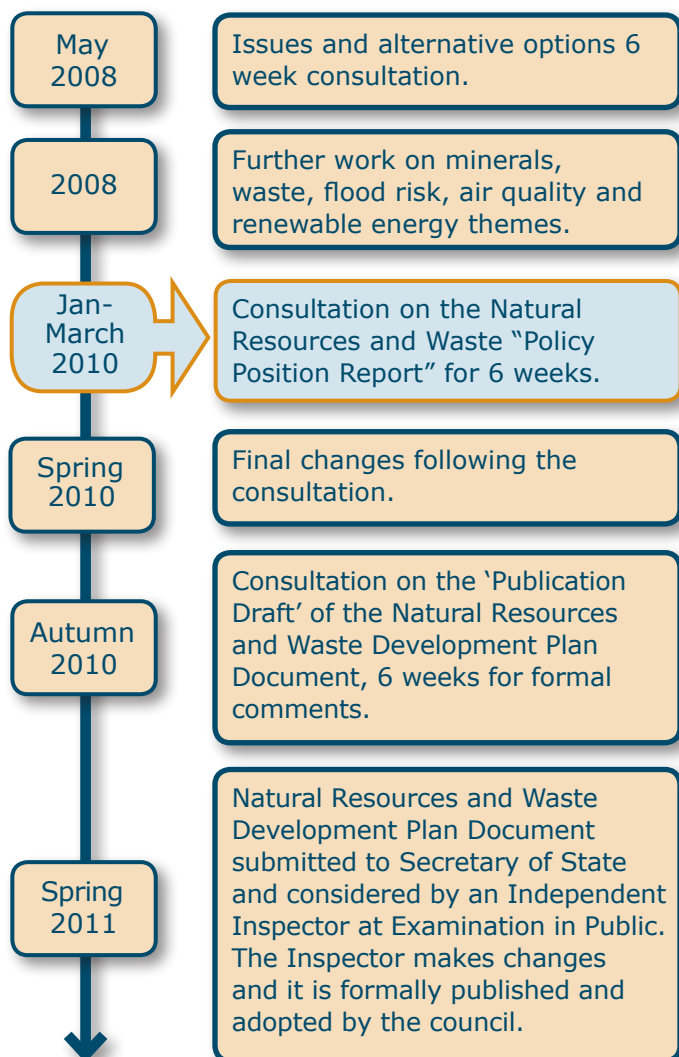 May
2008
Issues and alternative options 6
week consultation.
2008
Further work on minerals,
waste, flood risk, air quality and
renewable energy themes.
Jan-
March
2010
Consultation on the Natural
Resources and Waste “Policy
Position Report” for 6 weeks.
Spring
2010
Final changes following the
consultation.
Autumn
2010
Consultation on the ‘Publication
Draft’ of the Natural Resources
and Waste Development Plan
Document, 6 weeks for formal
comments.
Spring
2011
Natural Resources and Waste
Development Plan Document
submitted to Secretary of State
and considered by an Independent
Inspector at Examination in Public.
The Inspector makes changes
and it is formally published and
adopted by the council.